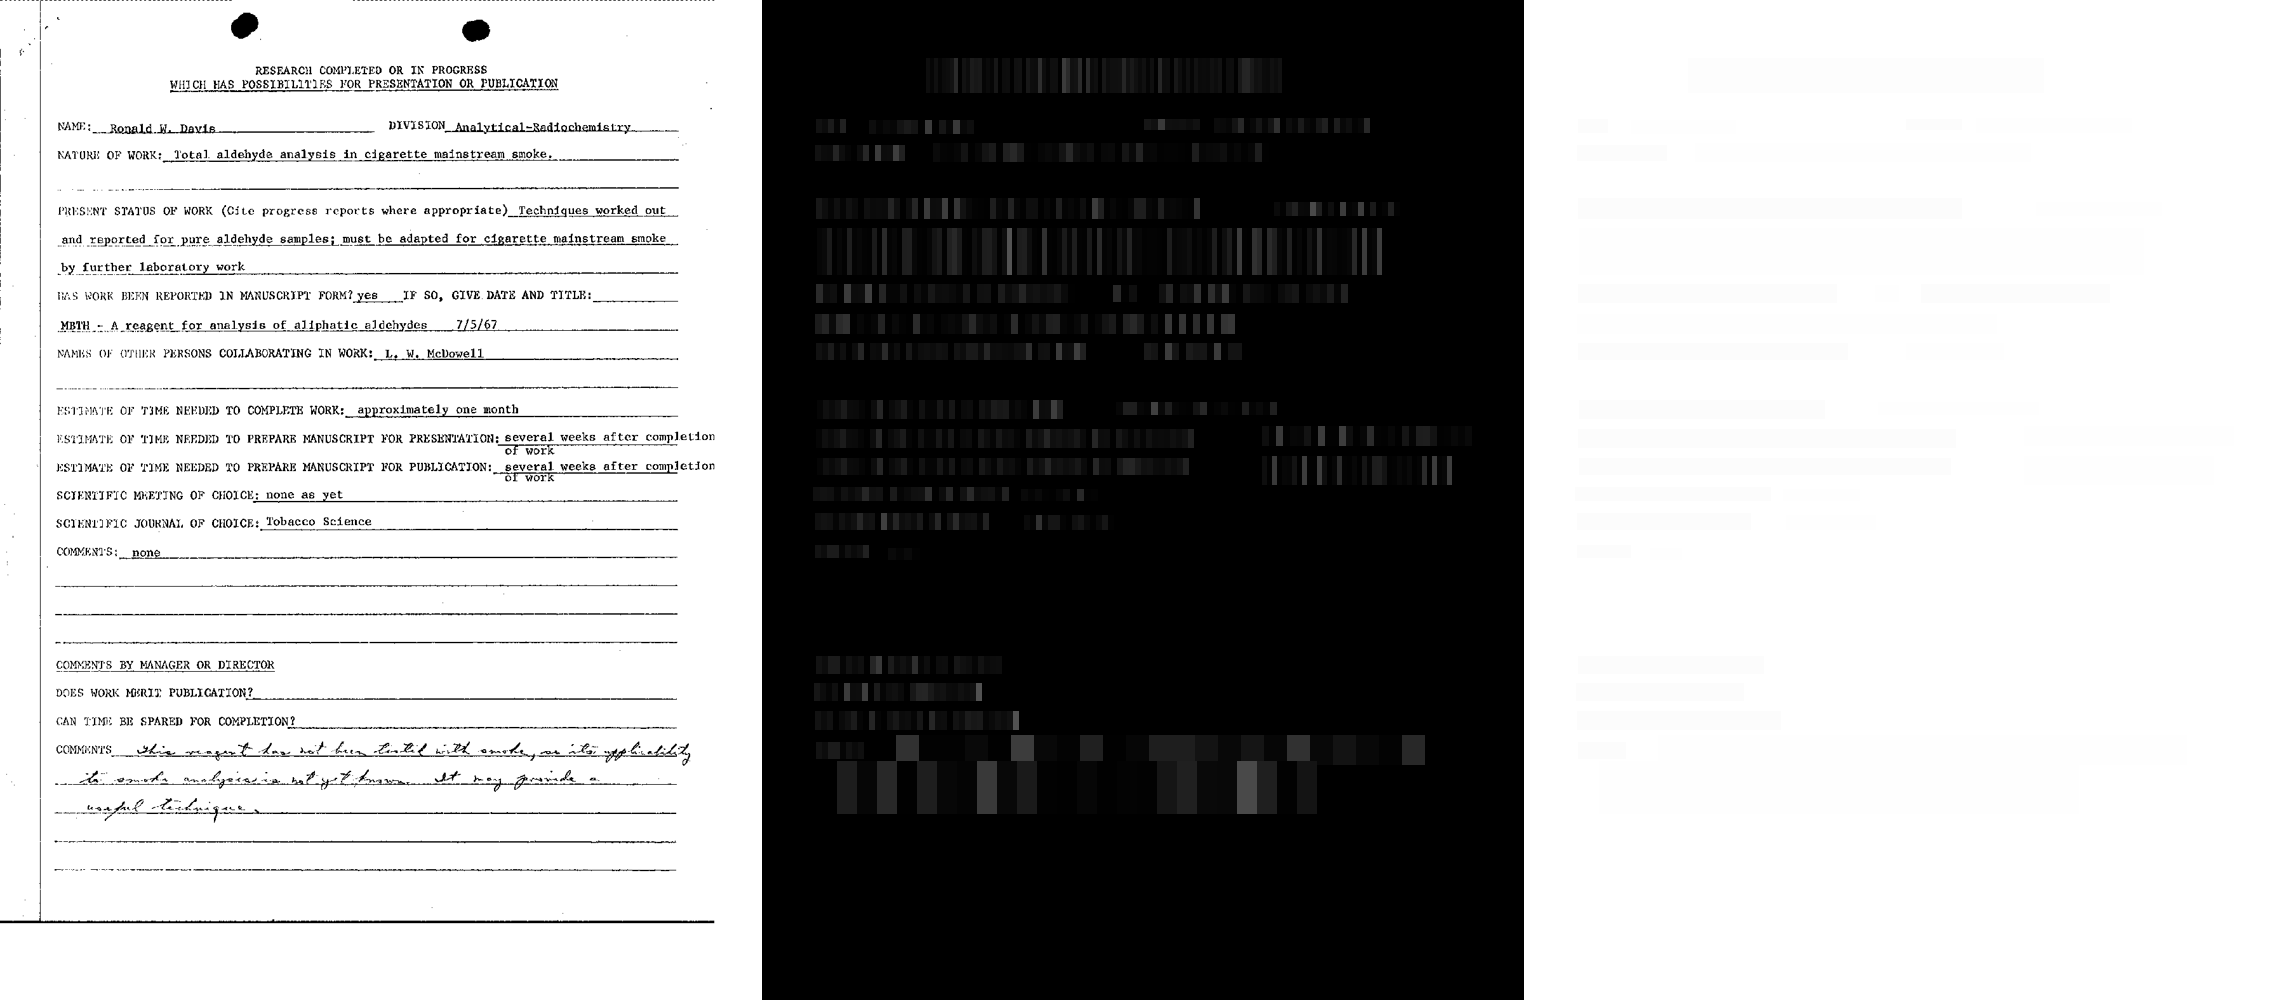 RESEARCH COMPLETED OR IN PROGRESS
WHICH HAS POSSIBILITIES FOR PRESENTATION OR PUBLICATION
NAME: Ronald W. Davis DIVISION Analytical-Radiochemistry
NATURE OF WORK: Total aldehyde analysis in cigarette mainstream smoke.
PRESENT STATUS OF WORK (Cite progress reports where appropriate) Techniques worked out
and reported for pure aldehyde samples; must be adapted for cigarette mainstream smoke
by further laboratory work
HAS WORK BEEN REPORTED IN MANUSCRIPT FORM? yes IF SO, GIVE DATE AND TITLE:
MBTH - A reagent for analysis of aliphatic aldehydes 7/5/67
NAMES OF OTHER PERSONS COLLABORATING IN WORK: L. W. McDowell
ESTIMATE OF TIME NEEDED TO COMPLETE WORK: approximately one month
ESTIMATE OF TIME NEEDED TO PREPARE MANUSCRIPT FOR PRESENTATION: several weeks after completion
of work
ESTIMATE OF TIME NEEDED TO PREPARE MANUSCRIPT FOR PUBLICATION: several weeks after completion
of work
SCIENTIFIC MEETING OF CHOICE: none as yet
SCIENTIFIC JOURNAL OF CHOICE: Tobacco Science
COMMENTS: none
COMMENTS BY MANAGER OR DIRECTOR
DOES WORK MERIT PUBLICATION?
CAN TIME BE SPARED FOR COMPLETION?
COMMENTS This reagent has not been tested with smoke, so its applicability
to smoke analysis is not yet known. It may provide a
useful technique.